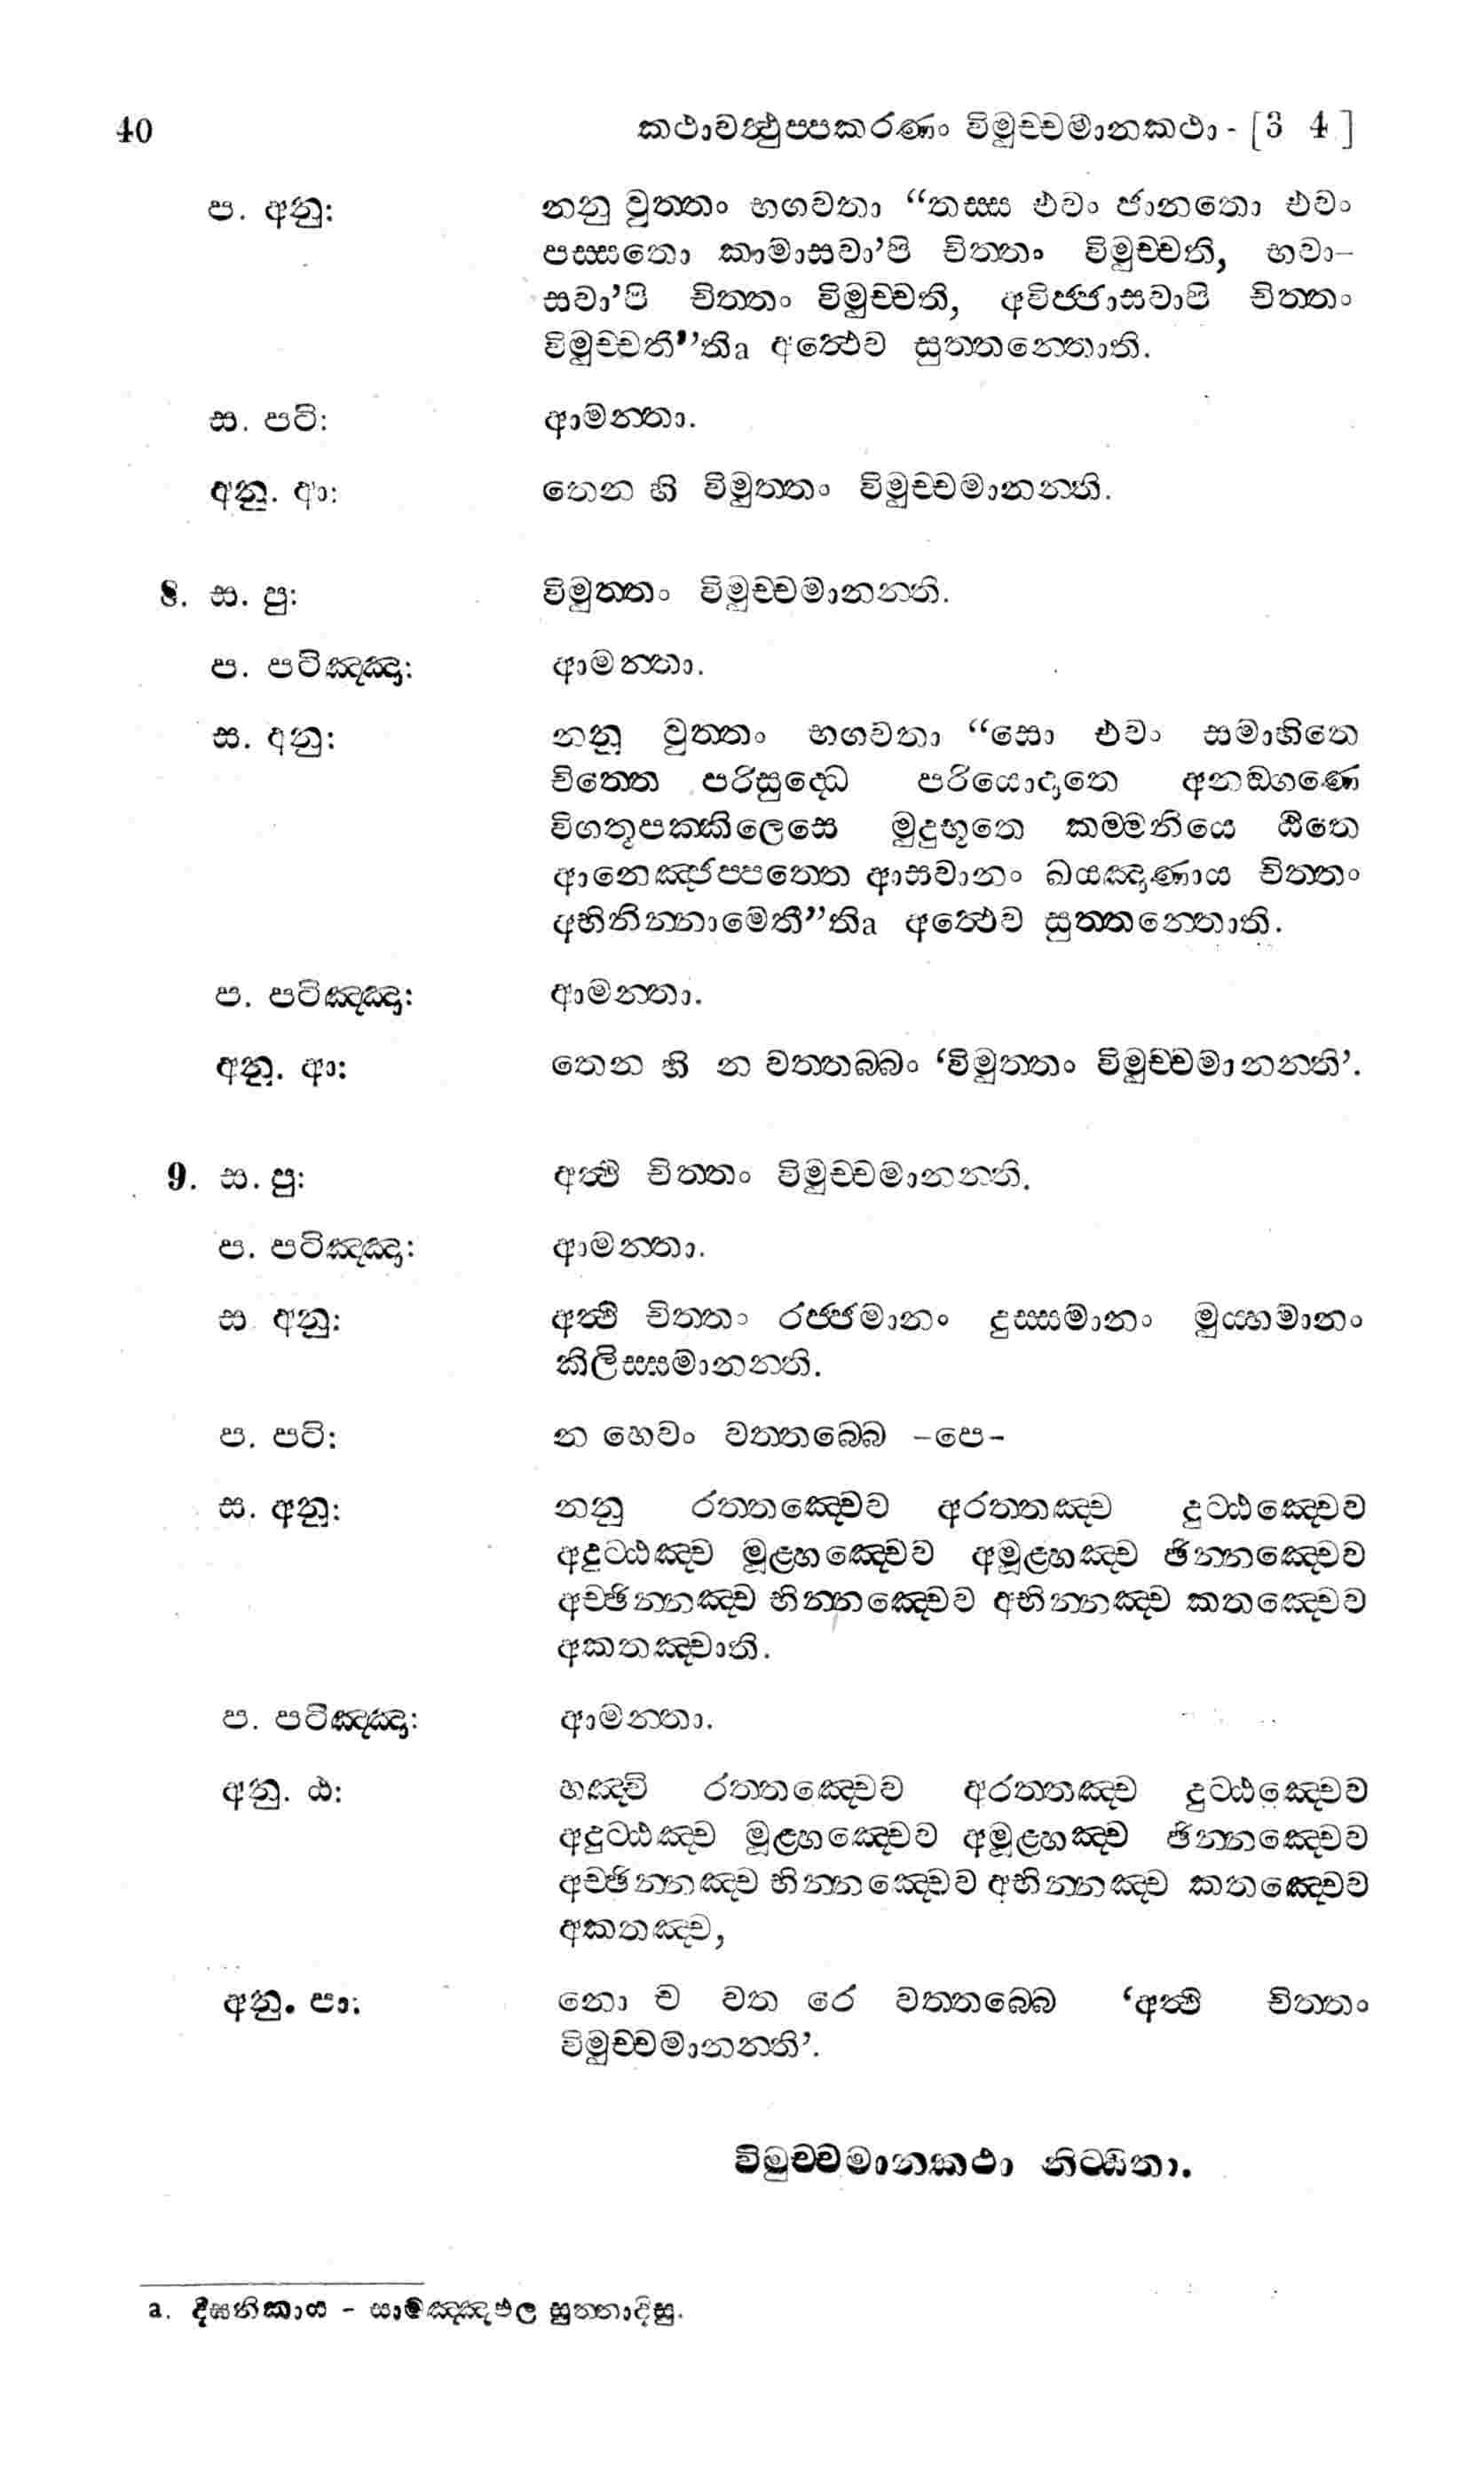 40 කථාවත්‍ථුප්පකරණං විමුච්චමානකථා - [3 4]
ප. අනු: නනු වුත්තං භගවතා “තස්ස එවං ජානතො එවං
පස්සතො කාමාසවා’පි චිත්තං විමුච්චති, භවා-
සවා’පි චිත්තං විමුච්චති, අවිජ්ජාසවාපි චිත්තං
විමුච්චතී”තිa අත්‍ථෙව සුත්තන්තොති.
ස. පටි: ආමන්තා.
අනු. ආ: තෙන හි විමුත්තං විමුච්චමානන්ති.
8. ස. පු: විමුත්තං විමුච්චමානන්ති.
ප. පටිඤ්ඤා: ආමන්තා.
ස. අනු: නනු වුත්තං භගවතා “සො එවං සමාහිතෙ
චිත්තෙ පරිසුද්ධෙ පරියොදාතෙ අනඞ්ගණෙ
විගතූපක්කිලෙසෙ මුදුභූතෙ කම්මනියෙ ඨිතෙ
ආනෙඤ්ජප්පත්තෙ ආසවානං ඛයඤාණාය චිත්තං
අභිනින්නාමෙතී”තිa අත්‍ථෙව සුත්තන්තොති.
ප. පටිඤ්ඤා: ආමන්තා.
අනු. ආ: තෙන හි න වත්තබ්බං ‘විමුත්තං විමුච්චමානන්ති’.
9. ස. පු: අත්‍ථි චිත්තං විමුච්චමානන්ති.
ප. පටිඤ්ඤා: ආමන්තා.
ස. අනු: අත්‍ථි චිත්තං රජ්ජමානං දුස්සමානං මුය්හමානං
කිලිස්සමානන්ති.
ප. පටි: න හෙවං වත්තබ්බෙ -පෙ-
ස. අනු: නනු රත්තඤ්චෙව අරත්තඤ්ච දුට්ඨඤ්චෙව
අදුට්ඨඤ්ච මූළ්හඤ්චෙව අමූළ්හඤ්ච ඡින්නඤ්චෙව
අච්ඡින්නඤ්ච භින්නඤ්චෙව අභින්නඤ්ච කතඤ්චෙව
අකතඤ්චාති.
ප. පටිඤ්ඤා: ආමන්තා.
අනු. ඨ: හඤ්චි රත්තඤ්චෙව අරත්තඤ්ච දුට්ඨඤ්චෙව
අදුට්ඨඤ්ච මූළ්හඤ්චෙව අමූළ්හඤ්ච ඡින්නඤ්චෙව
අච්ඡින්නඤ්ච භින්නඤ්චෙව අභින්නඤ්ච කතඤ්චෙව
අකතඤ්ච,
අනු. පා: නො ච වත රෙ වත්තබ්බෙ ‘අත්‍ථි චිත්තං
විමුච්චමානන්ති’.
විමුච්චමානකථා නිට්ඨිතා.
a. දීඝනිකාය - සාමඤ්ඤඵල සුත්තාදිසු.